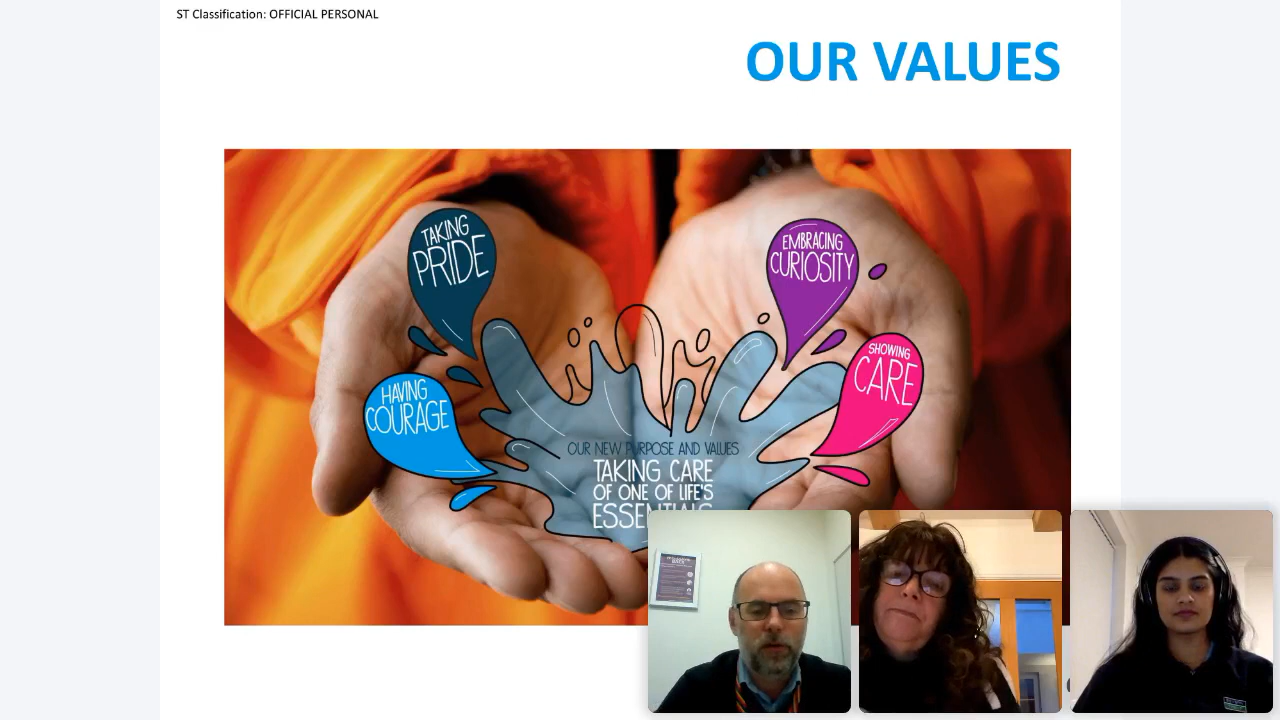 ST Classification: OFFICIAL PERSONAL
OUR VALUES
TAKING
PRIDE
EMBRACING
CURIOSITY
SHOWING
CARE
HAVING
COURAGE
OUR NEW PURPOSE AND VALUES
TAKING CARE
OF ONE OF LIFE'S
ESSENTIALS